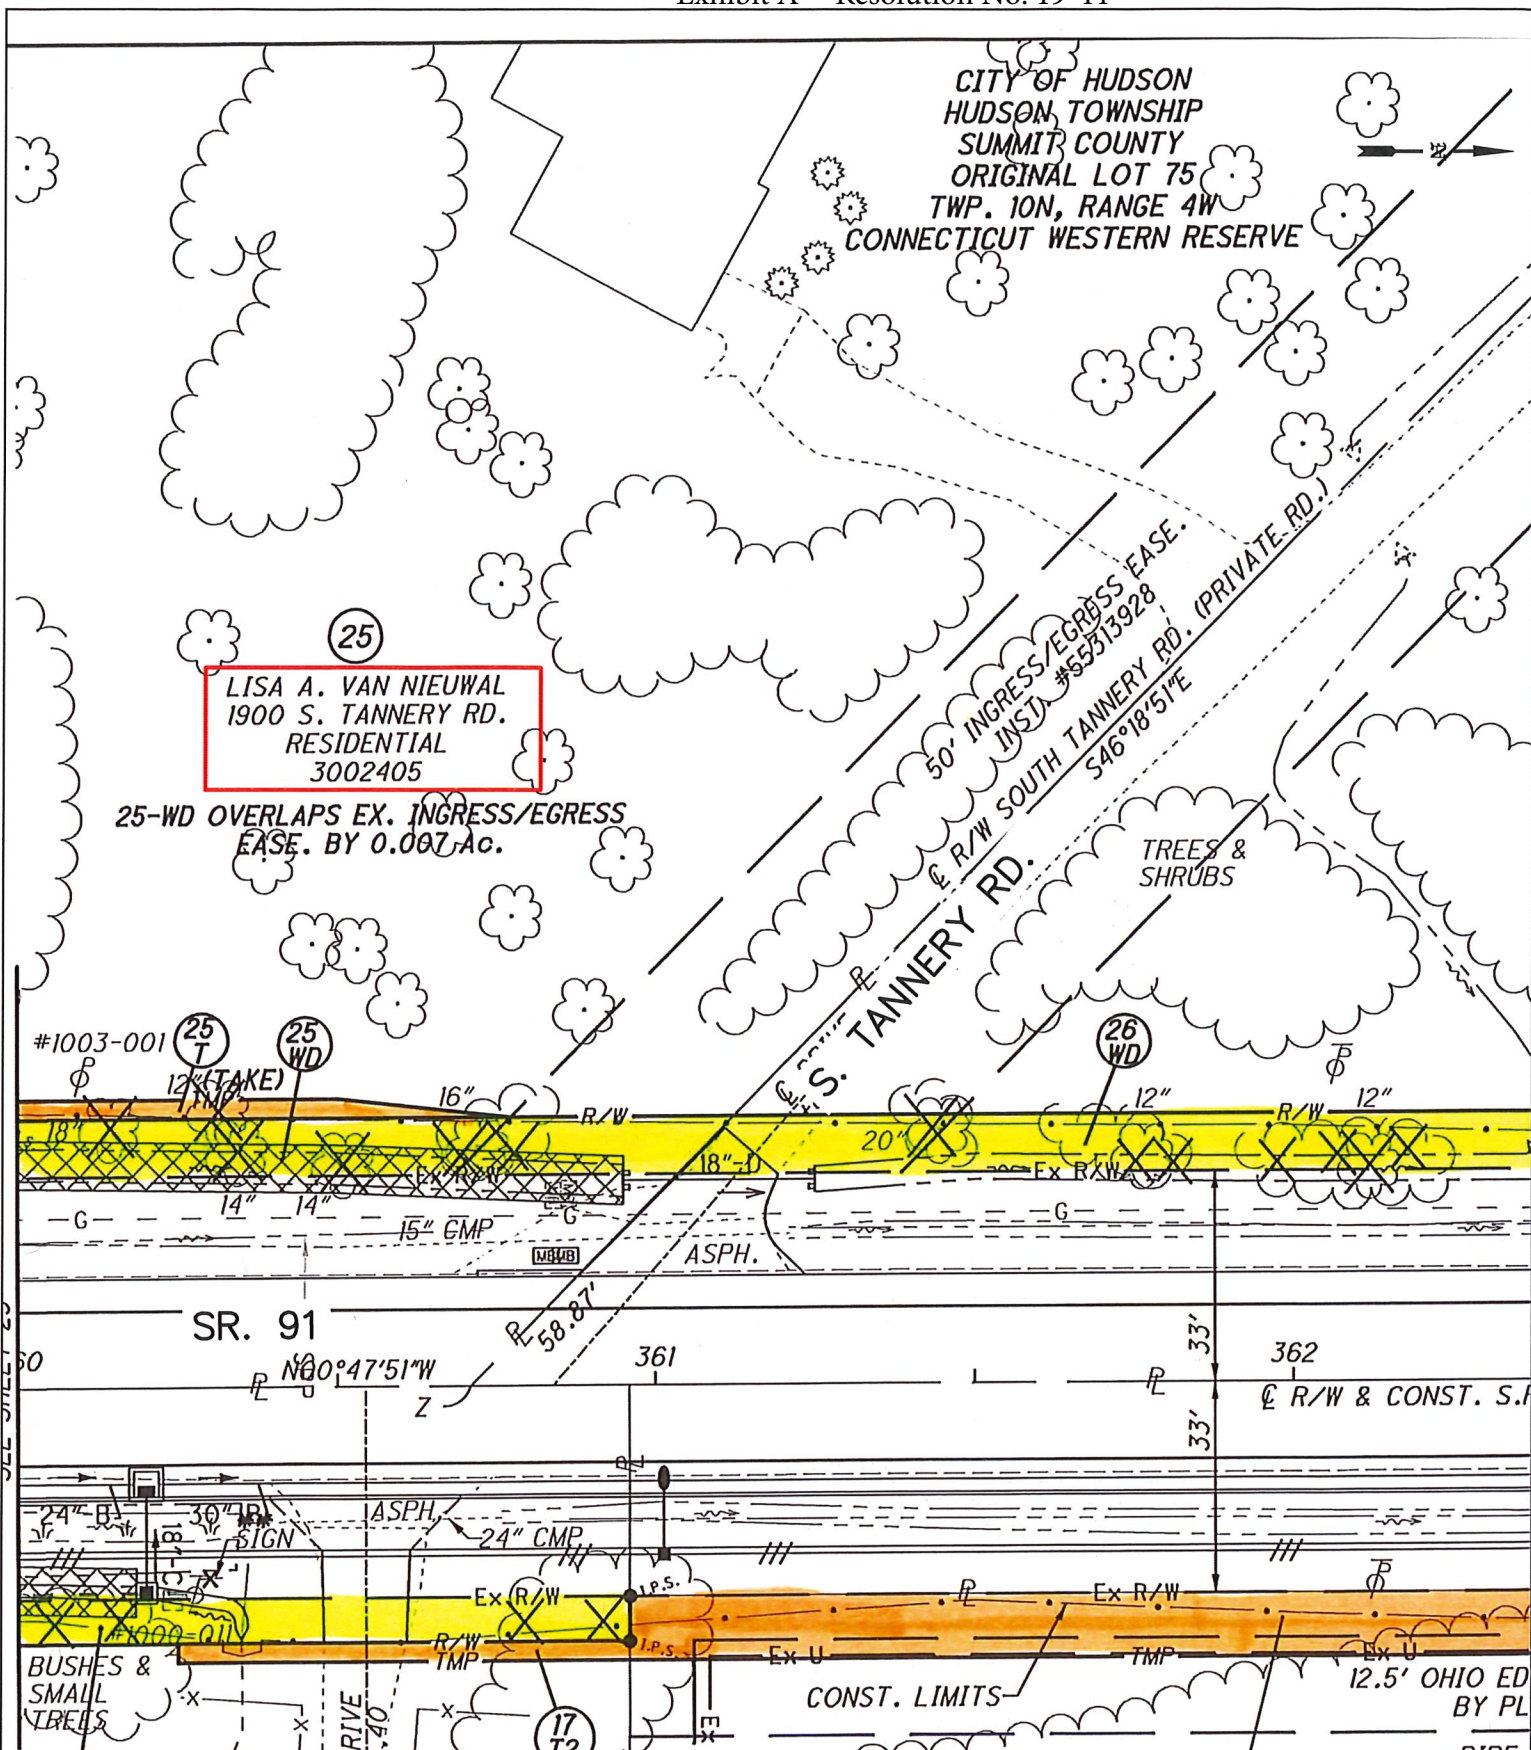 CITY OF HUDSON
HUDSON TOWNSHIP
SUMMIT COUNTY
ORIGINAL LOT 75
TWP. 10N, RANGE 4W
CONNECTICUT WESTERN RESERVE
25
LISA A. VAN NIEUWAL
1900 S. TANNERY RD.
RESIDENTIAL
3002405
25-WD OVERLAPS EX. INGRESS/EGRESS
EASE. BY 0.007 AC.
50' INGRESS/EGRESS EASE.
INST. #55313928
℄ R/W SOUTH TANNERY RD. (PRIVATE RD.)
S46°18'51"E
S. TANNERY RD.
TREES &
SHRUBS
#1003-001
25
T
25
WD
26
WD
12" (TAKE)
TMP
16"
R/W
12"
R/W
12"
18"
20"
18"-D
Ex R/W
Ex R/W
14"
14"
G
G
G
15" CMP
ASPH.
SR. 91
58.87'
33'
N00°47'51"W
361
362
Z
℄ R/W & CONST. S.
33'
24"-B
30"
SIGN
ASPH.
24" CMP
Ex R/W
I.P.S.
Ex R/W
#1000-011
R/W
I.P.S.
TMP
Ex U
TMP
Ex U
BUSHES &
SMALL
TREES
CONST. LIMITS
12.5' OHIO ED
BY PL
17
T2
Ex